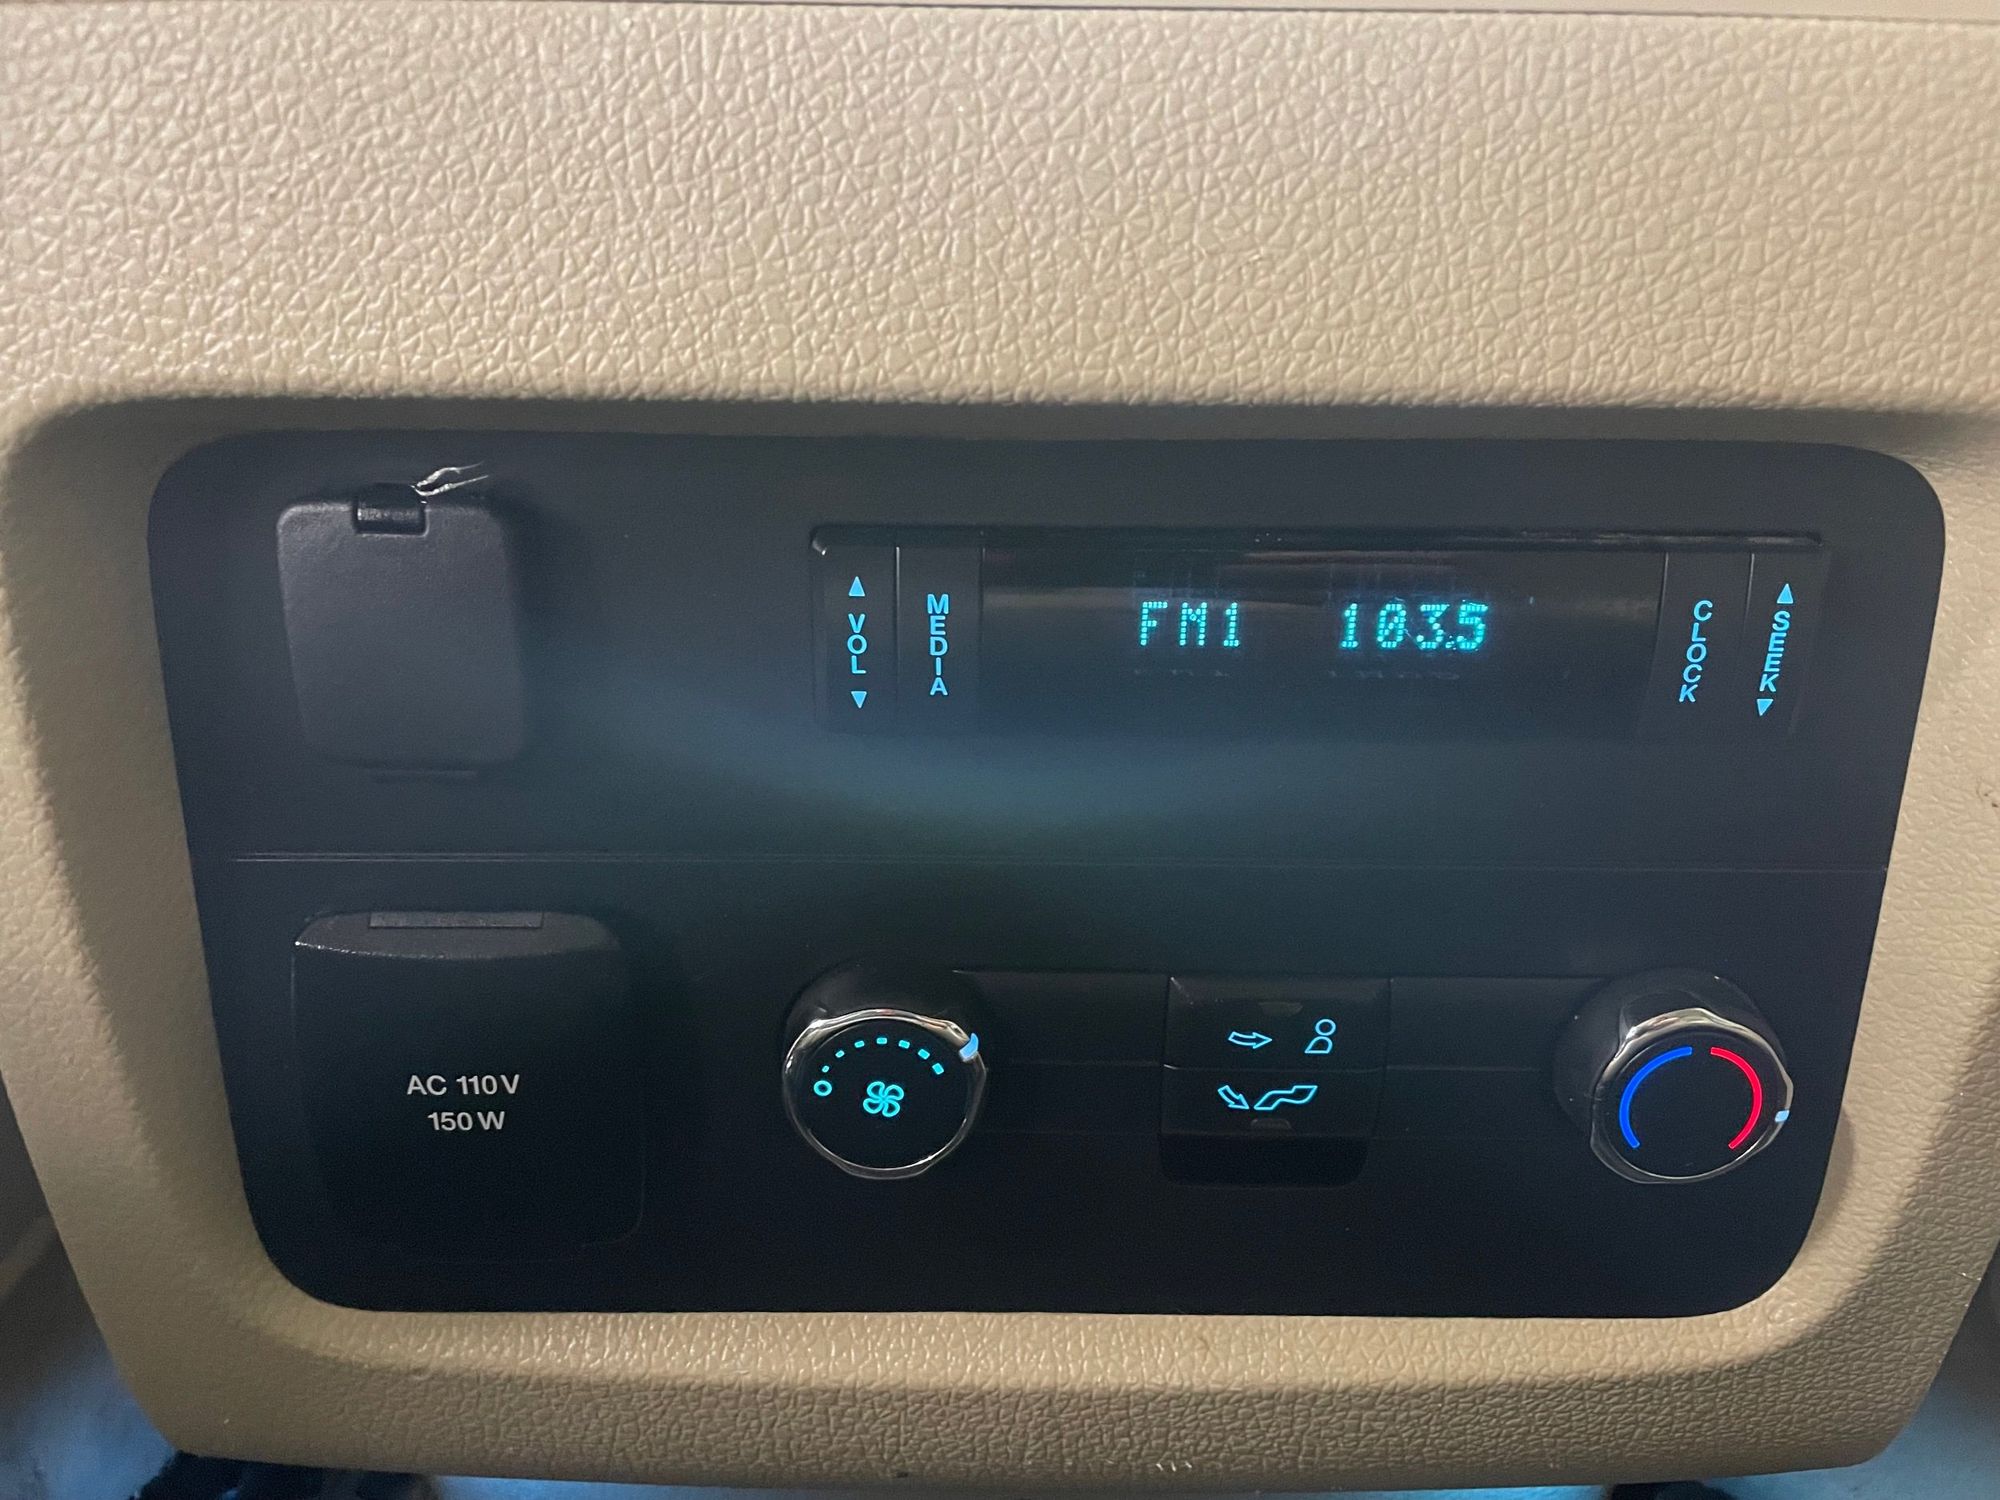 VOL
MEDIA
FM1 103.5
CLOCK
SEEK
AC 110V
150W